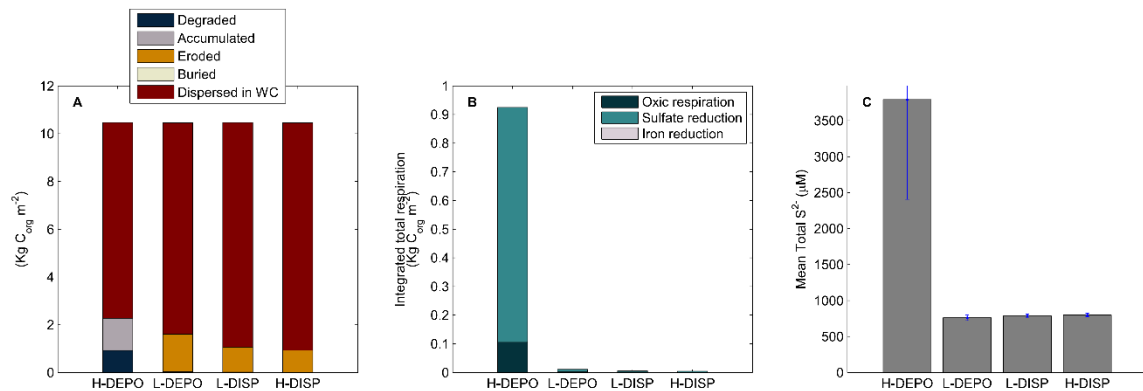 Degraded
Accumulated
Eroded
Buried
Dispersed in WC
A
12
10
8
6
4
2
0
(Kg C_org m^-2)
H-DEPO L-DEPO L-DISP H-DISP
B
Oxic respiration
Sulfate reduction
Iron reduction
1
0.9
0.8
0.7
0.6
0.5
0.4
0.3
0.2
0.1
0
Integrated total respiration
(Kg C_org m^-2)
H-DEPO L-DEPO L-DISP H-DISP
C
3500
3000
2500
2000
1500
1000
500
0
Mean Total S^2- (μM)
H-DEPO L-DEPO L-DISP H-DISP